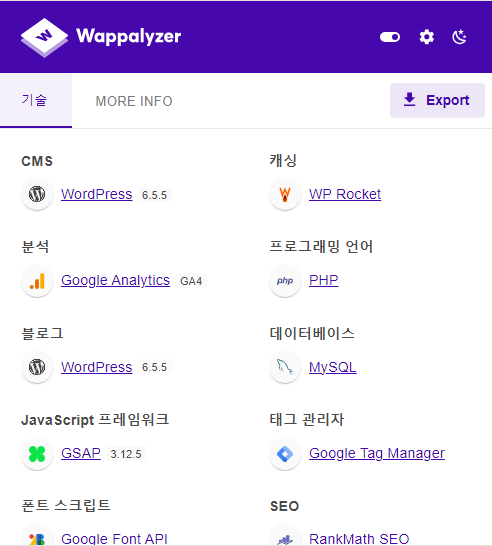 Wappalyzer
기술
MORE INFO
Export
CMS
WordPress 6.5.5
분석
Google Analytics GA4
블로그
WordPress 6.5.5
JavaScript 프레임워크
GSAP 3.12.5
폰트 스크립트
Google Font API
캐싱
WP Rocket
프로그래밍 언어
php PHP
데이터베이스
MySQL
태그 관리자
Google Tag Manager
SEO
RankMath SEO